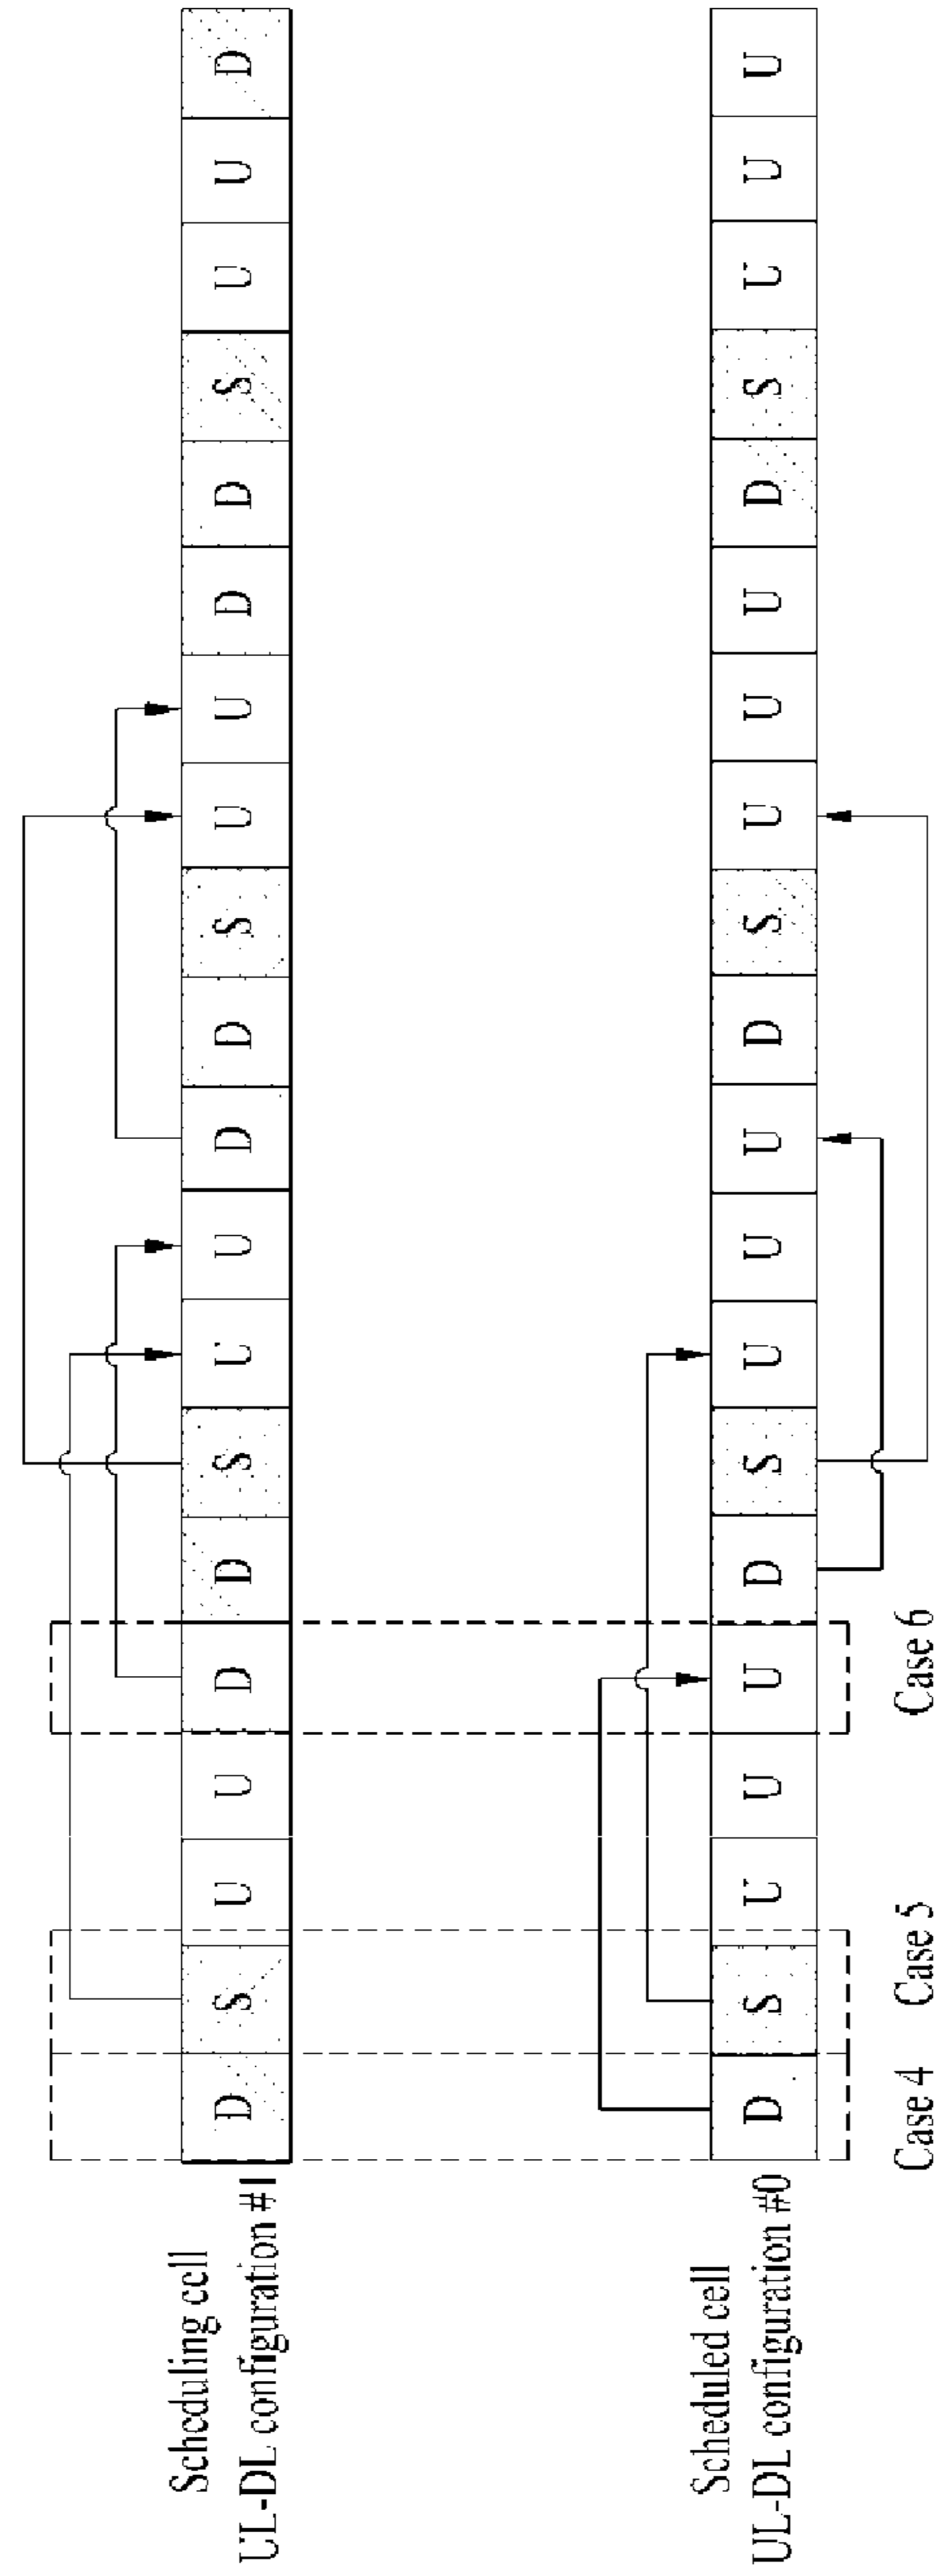 Scheduling cell
UL-DL configuration #1
D S U U D D S U U D D S U U D D S U U D
Scheduled cell
UL-DL configuration #0
D S U U U D S U U U D S U U U D S U U U
Case 4 Case 5 Case 6